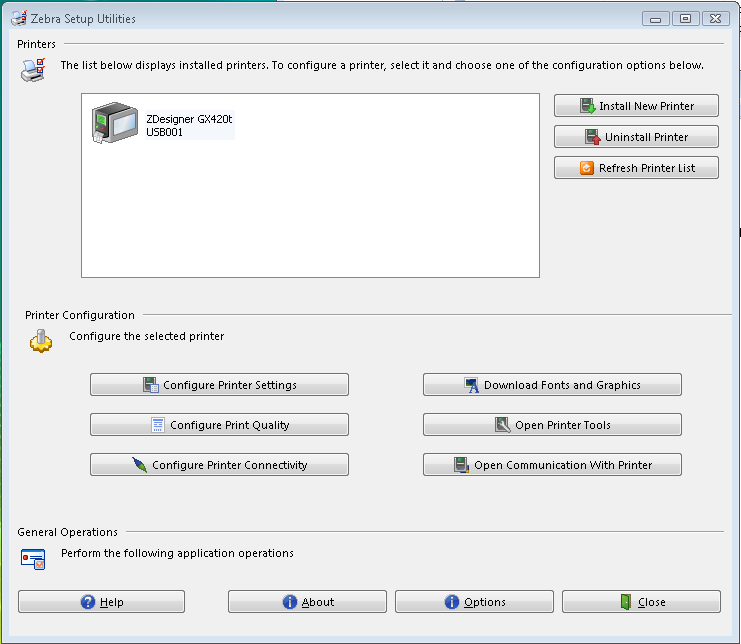 Zebra Setup Utilities
Printers
The list below displays installed printers. To configure a printer, select it and choose one of the configuration options below.
ZDesigner GX420t
USB001
Install New Printer
Uninstall Printer
Refresh Printer List
Printer Configuration
Configure the selected printer
Configure Printer Settings
Download Fonts and Graphics
Configure Print Quality
Open Printer Tools
Configure Printer Connectivity
Open Communication With Printer
General Operations
Perform the following application operations
Help
About
Options
Close